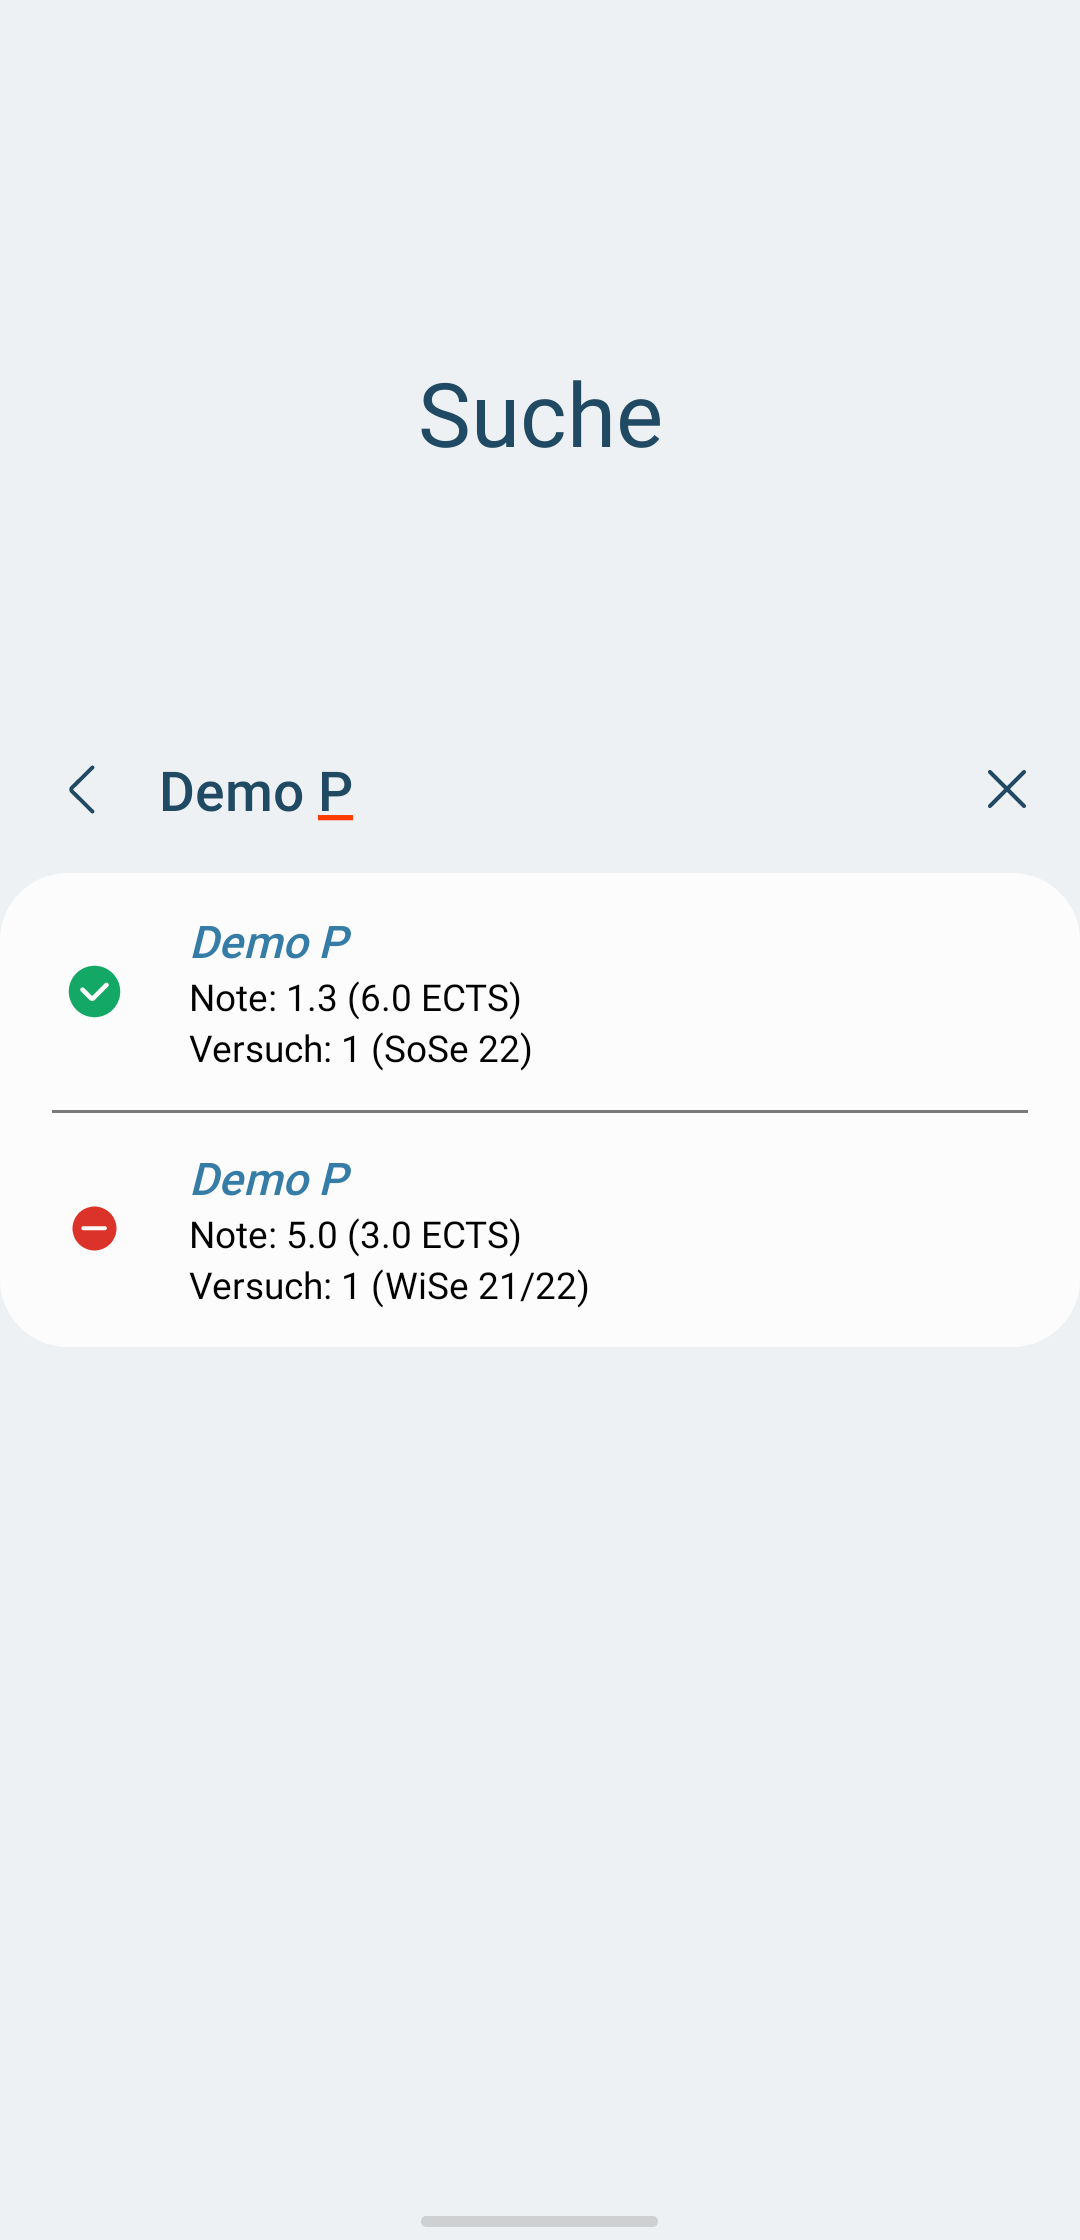 Suche
Demo P
Demo P
Note: 1.3 (6.0 ECTS)
Versuch: 1 (SoSe 22)
Demo P
Note: 5.0 (3.0 ECTS)
Versuch: 1 (WiSe 21/22)